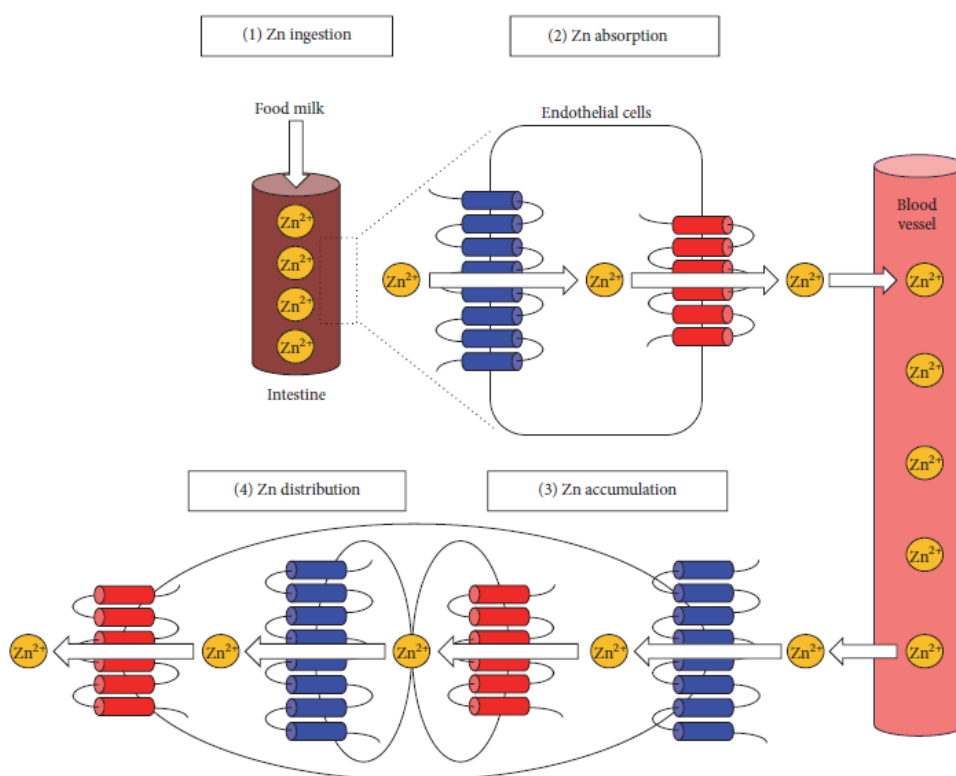 (1) Zn ingestion
(2) Zn absorption
Food milk
Endothelial cells
Blood
vessel
Zn²⁺
Zn²⁺
Zn²⁺
Zn²⁺
Zn²⁺
Zn²⁺
Zn²⁺
Zn²⁺
Intestine
Zn²⁺
Zn²⁺
(4) Zn distribution
(3) Zn accumulation
Zn²⁺
Zn²⁺
Zn²⁺
Zn²⁺
Zn²⁺
Zn²⁺
Zn²⁺